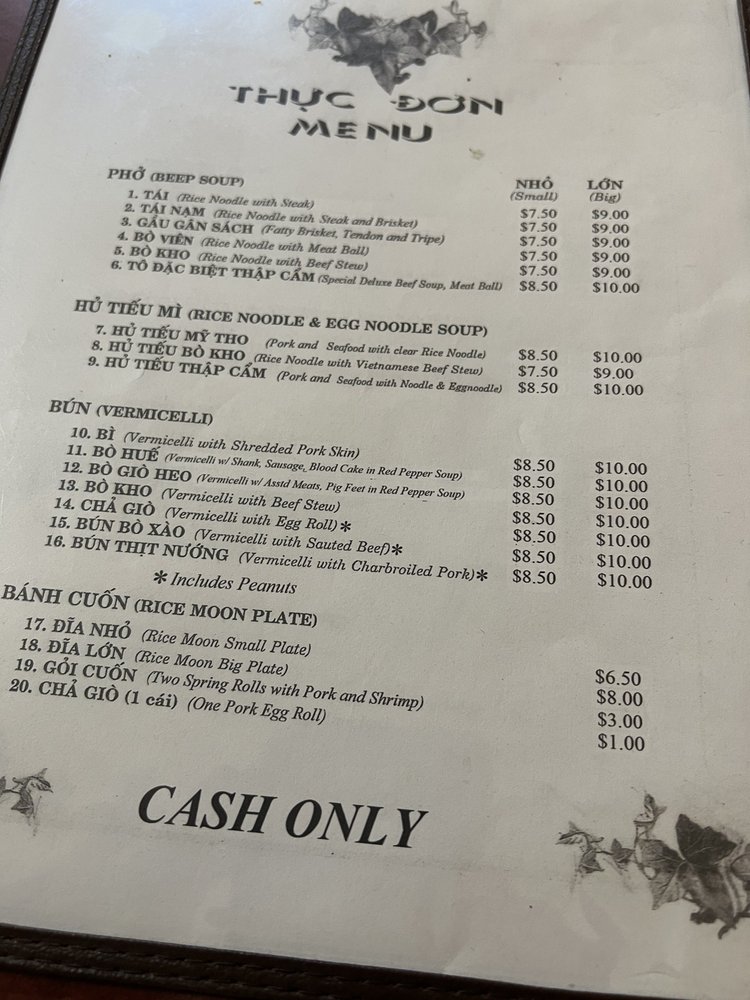 THỰC ĐƠN
MENU
PHỞ (BEEP SOUP) NHỎ LỚN
(Small) (Big)
1. TÁI (Rice Noodle with Steak) $7.50 $9.00
2. TÁI NẠM (Rice Noodle with Steak and Brisket) $7.50 $9.00
3. GẦU GÂN SÁCH (Fatty Brisket, Tendon and Tripe) $7.50 $9.00
4. BÒ VIÊN (Rice Noodle with Meat Ball) $7.50 $9.00
5. BÒ KHO (Rice Noodle with Beef Stew) $7.50 $9.00
6. TÔ ĐẶC BIỆT THẬP CẨM (Special Deluxe Beef Soup, Meat Ball) $8.50 $10.00
HỦ TIẾU MÌ (RICE NOODLE & EGG NOODLE SOUP)
7. HỦ TIẾU MỸ THO (Pork and Seafood with clear Rice Noodle) $8.50 $10.00
8. HỦ TIẾU BÒ KHO (Rice Noodle with Vietnamese Beef Stew) $7.50 $9.00
9. HỦ TIẾU THẬP CẨM (Pork and Seafood with Noodle & Eggnoodle) $8.50 $10.00
BÚN (VERMICELLI)
10. BÌ (Vermicelli with Shredded Pork Skin) $8.50 $10.00
11. BÒ HUẾ (Vermicelli w/ Shank, Sausage, Blood Cake in Red Pepper Soup) $8.50 $10.00
12. BÒ GIÒ HEO (Vermicelli w/ Asstd Meats, Pig Feet in Red Pepper Soup) $8.50 $10.00
13. BÒ KHO (Vermicelli with Beef Stew) $8.50 $10.00
14. CHẢ GIÒ (Vermicelli with Egg Roll)* $8.50 $10.00
15. BÚN BÒ XÀO (Vermicelli with Sauted Beef)* $8.50 $10.00
16. BÚN THỊT NƯỚNG (Vermicelli with Charbroiled Pork)* $8.50 $10.00
* Includes Peanuts
BÁNH CUỐN (RICE MOON PLATE)
17. ĐĨA NHỎ (Rice Moon Small Plate) $6.50
18. ĐĨA LỚN (Rice Moon Big Plate) $8.00
19. GỎI CUỐN (Two Spring Rolls with Pork and Shrimp) $3.00
20. CHẢ GIÒ (1 cái) (One Pork Egg Roll) $1.00
CASH ONLY